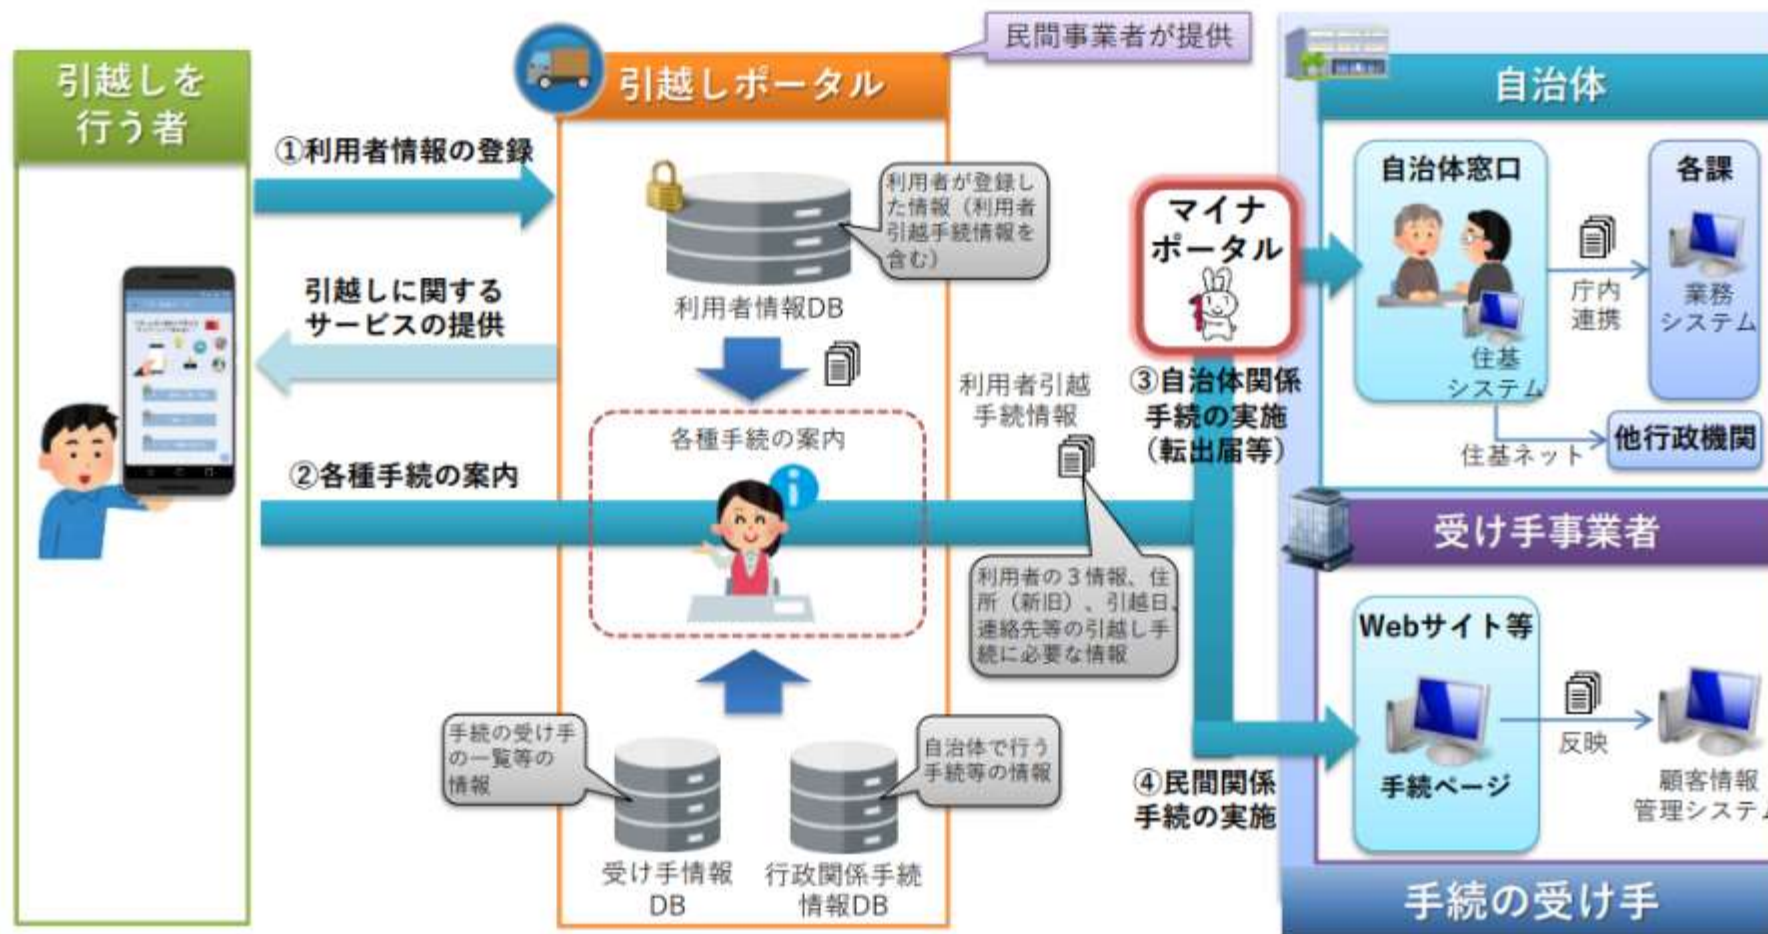 引越しを
行う者
①利用者情報の登録
引越しに関する
サービスの提供
②各種手続の案内
引越しポータル
民間事業者が提供
利用者が登録し
た情報（利用者
引越手続情報を
含む）
利用者情報DB
各種手続の案内
手続の受け手
の一覧等の
情報
自治体で行う
手続等の情報
受け手情報
DB
行政関係手続
情報DB
利用者引越
手続情報
利用者の３情報、住
所（新旧）、引越日、
連絡先等の引越し手
続に必要な情報
マイナ
ポータル
③自治体関係
手続の実施
（転出届等）
④民間関係
手続の実施
自治体
自治体窓口
住基
システム
庁内
連携
各課
業務
システム
住基ネット
他行政機関
受け手事業者
Webサイト等
手続ページ
反映
顧客情報
管理システム
手続の受け手